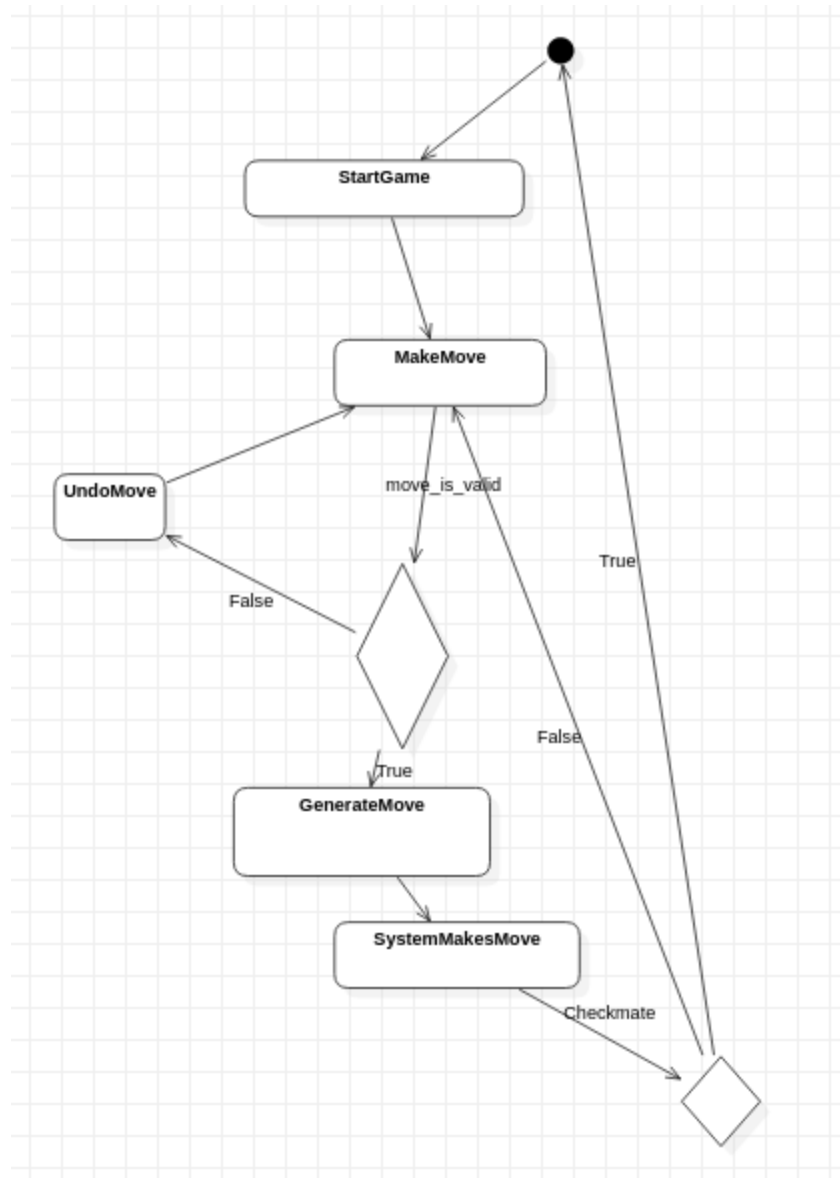 StartGame
MakeMove
move_is_valid
UndoMove
True
False
False
True
GenerateMove
SystemMakesMove
Checkmate